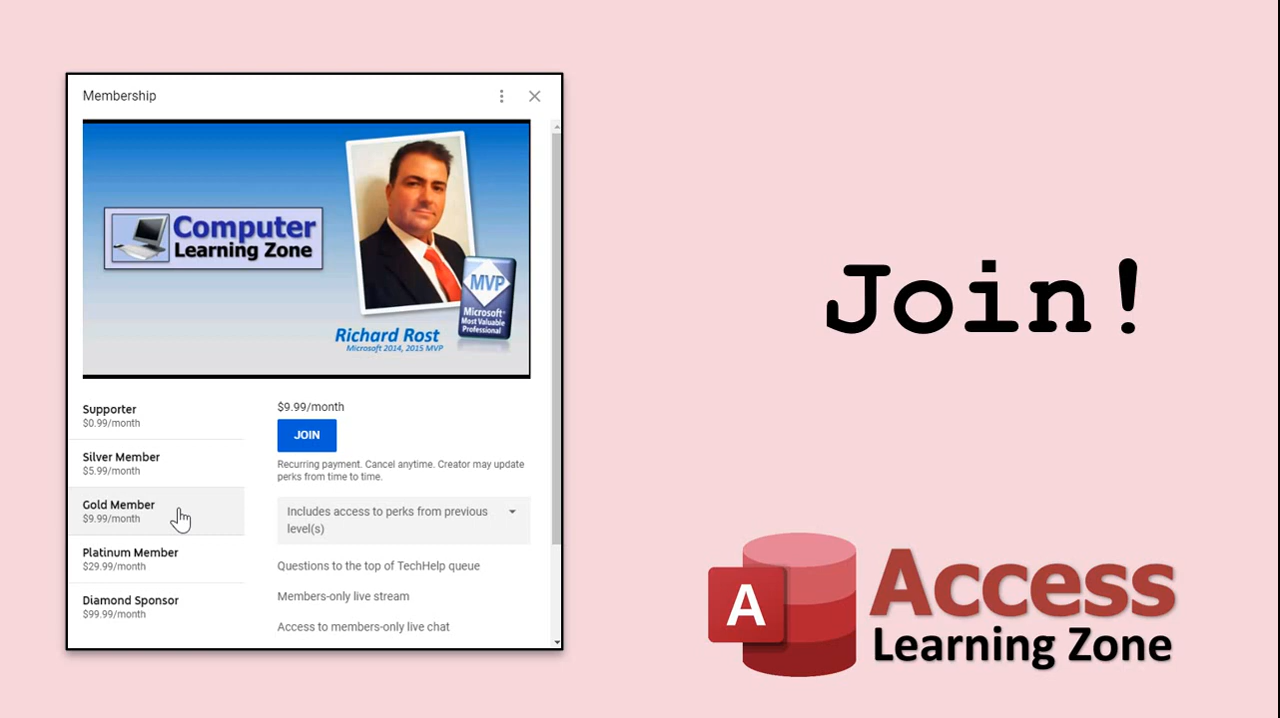 Membership
Computer
Learning Zone
MVP
Microsoft®
Most Valuable
Professional
Richard Rost
Microsoft 2014, 2015 MVP
Supporter
$0.99/month
Silver Member
$5.99/month
Gold Member
$9.99/month
Platinum Member
$29.99/month
Diamond Sponsor
$99.99/month
$9.99/month
JOIN
Recurring payment. Cancel anytime. Creator may update
perks from time to time.
Includes access to perks from previous
level(s)
Questions to the top of TechHelp queue
Members-only live stream
Access to members-only live chat
Join!
A
Access
Learning Zone